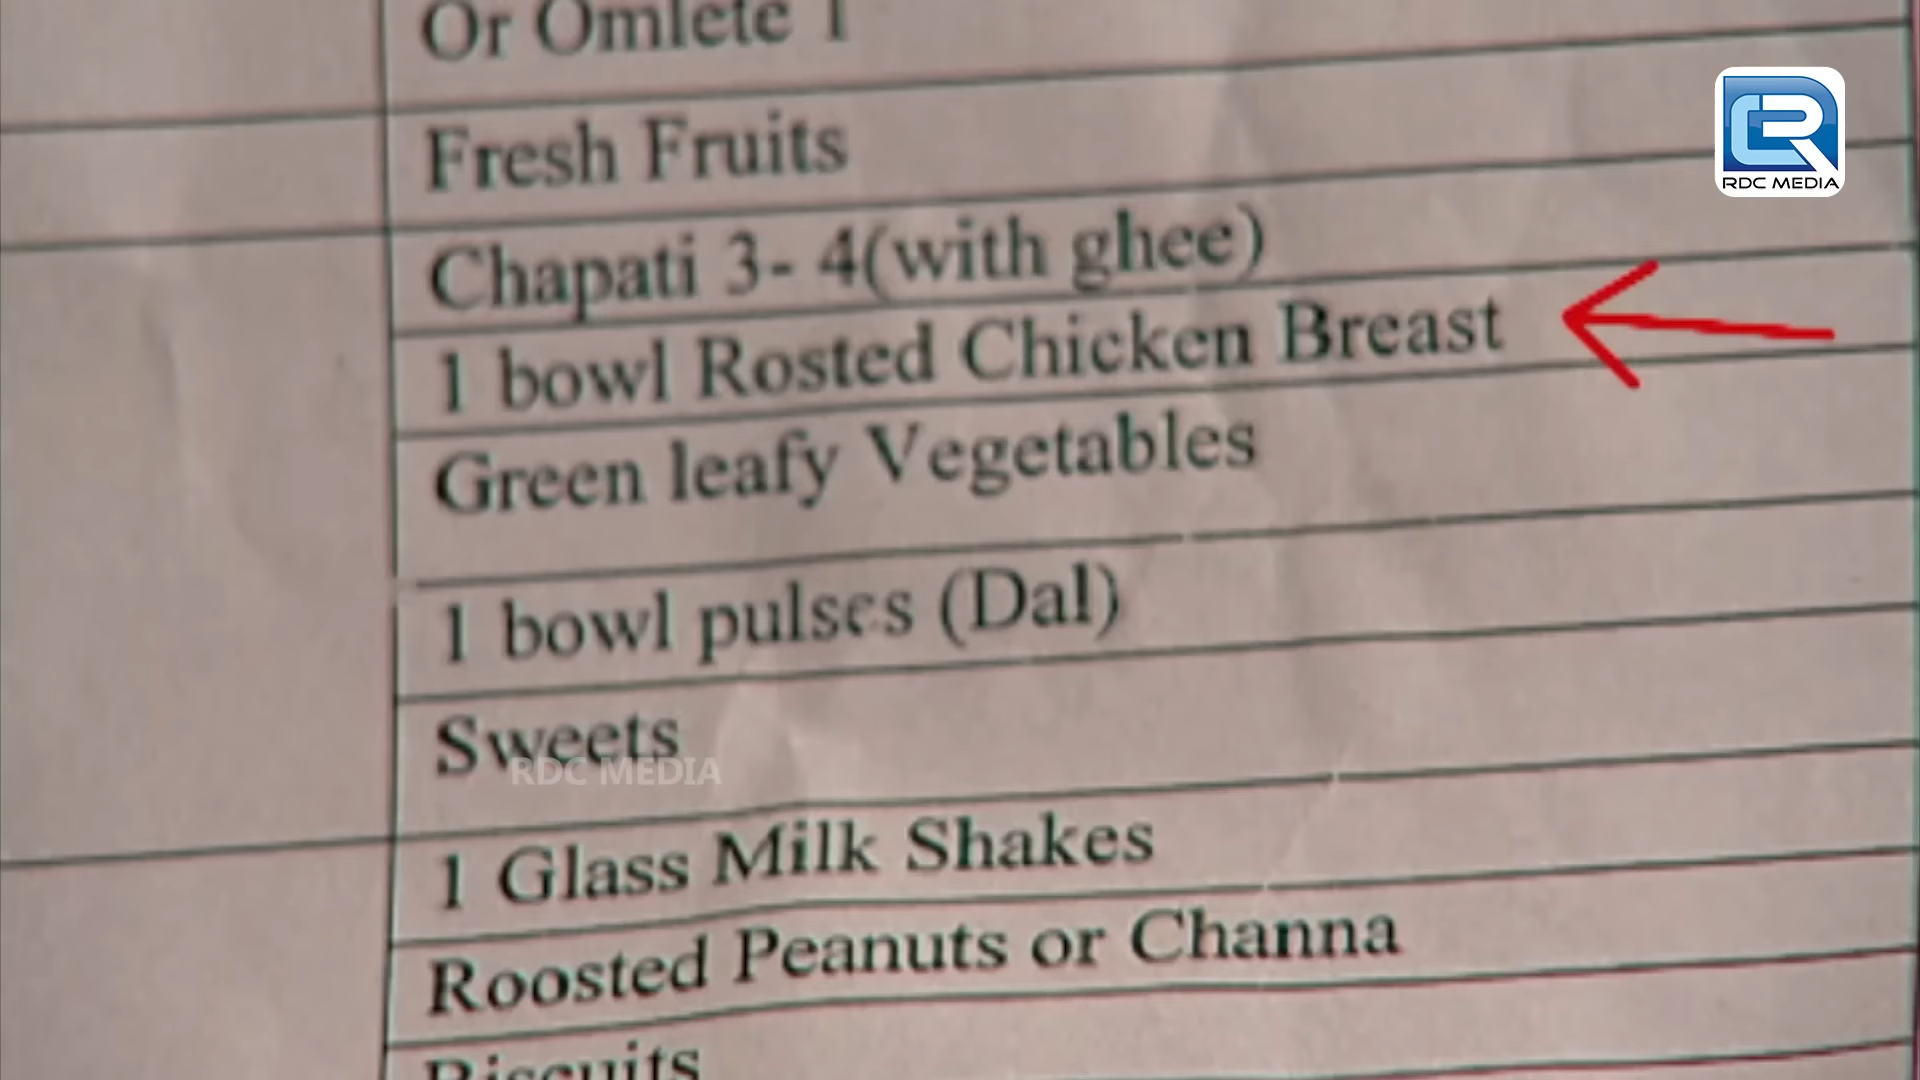 Or Omlete 1
RDC MEDIA
Fresh Fruits
Chapati 3- 4(with ghee)
1 bowl Rosted Chicken Breast
Green leafy Vegetables
1 bowl pulses (Dal)
Sweets
RDC MEDIA
1 Glass Milk Shakes
Roosted Peanuts or Channa
Biscuits